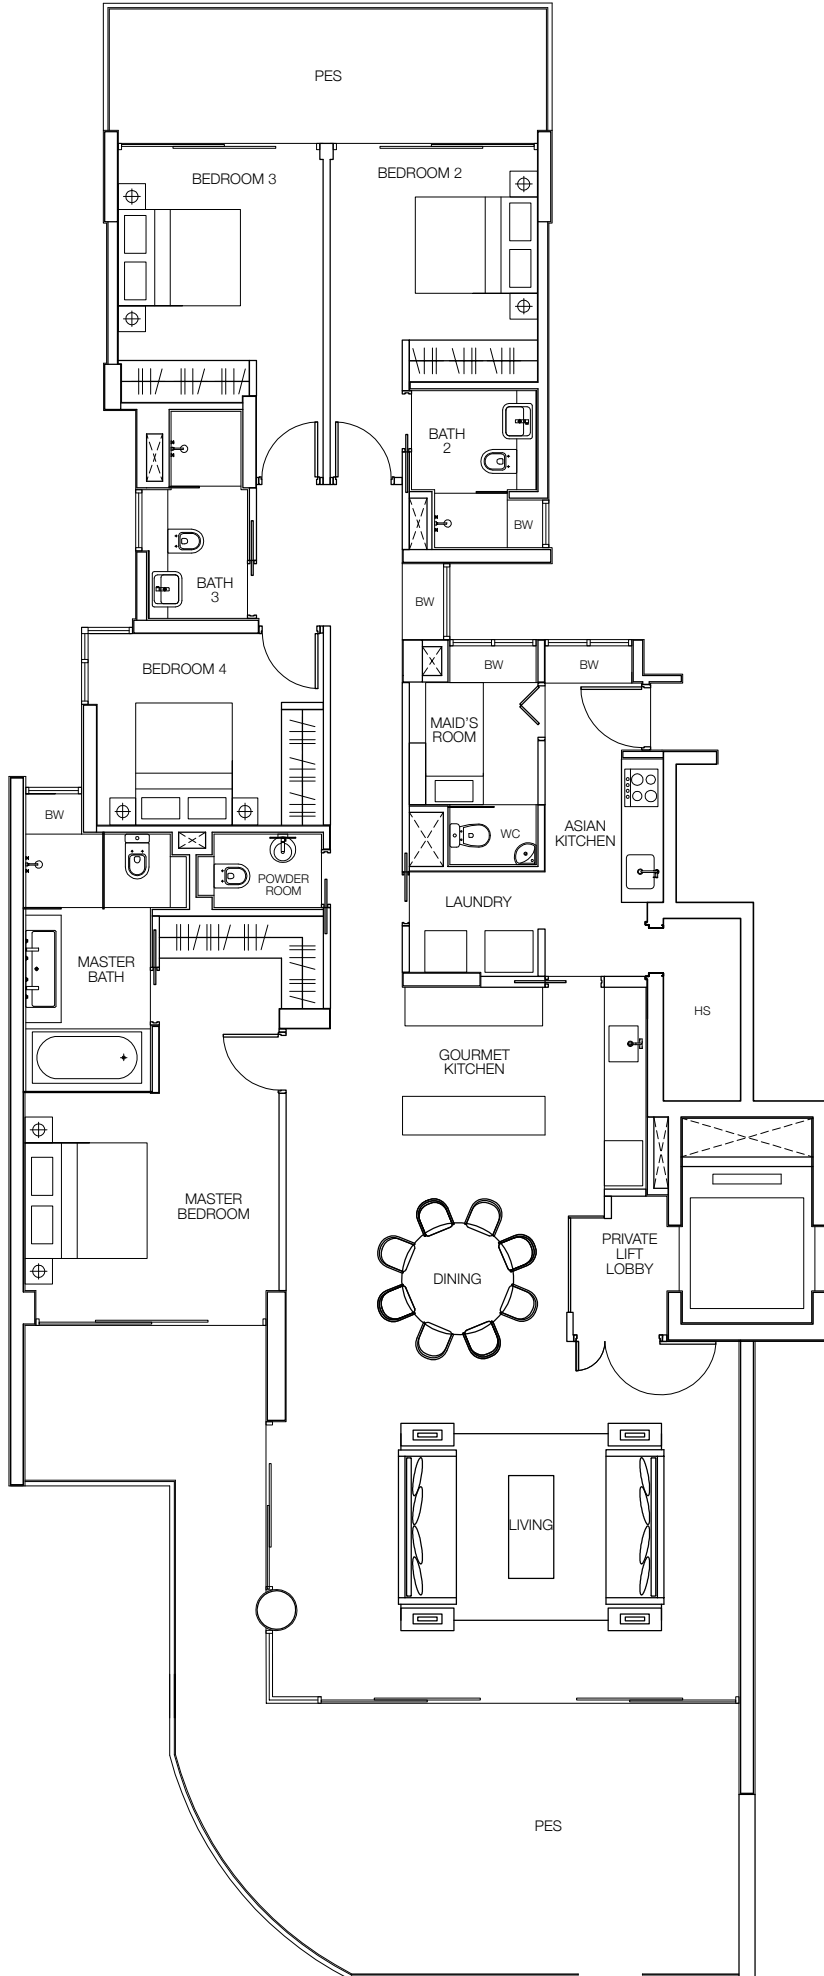 PES
BEDROOM 3
BEDROOM 2
BATH
2
BW
BATH
3
BW
BEDROOM 4
BW
BW
MAID'S
ROOM
BW
ASIAN
KITCHEN
WC
POWDER
ROOM
LAUNDRY
MASTER
BATH
HS
GOURMET
KITCHEN
MASTER
BEDROOM
PRIVATE
LIFT
LOBBY
DINING
LIVING
PES